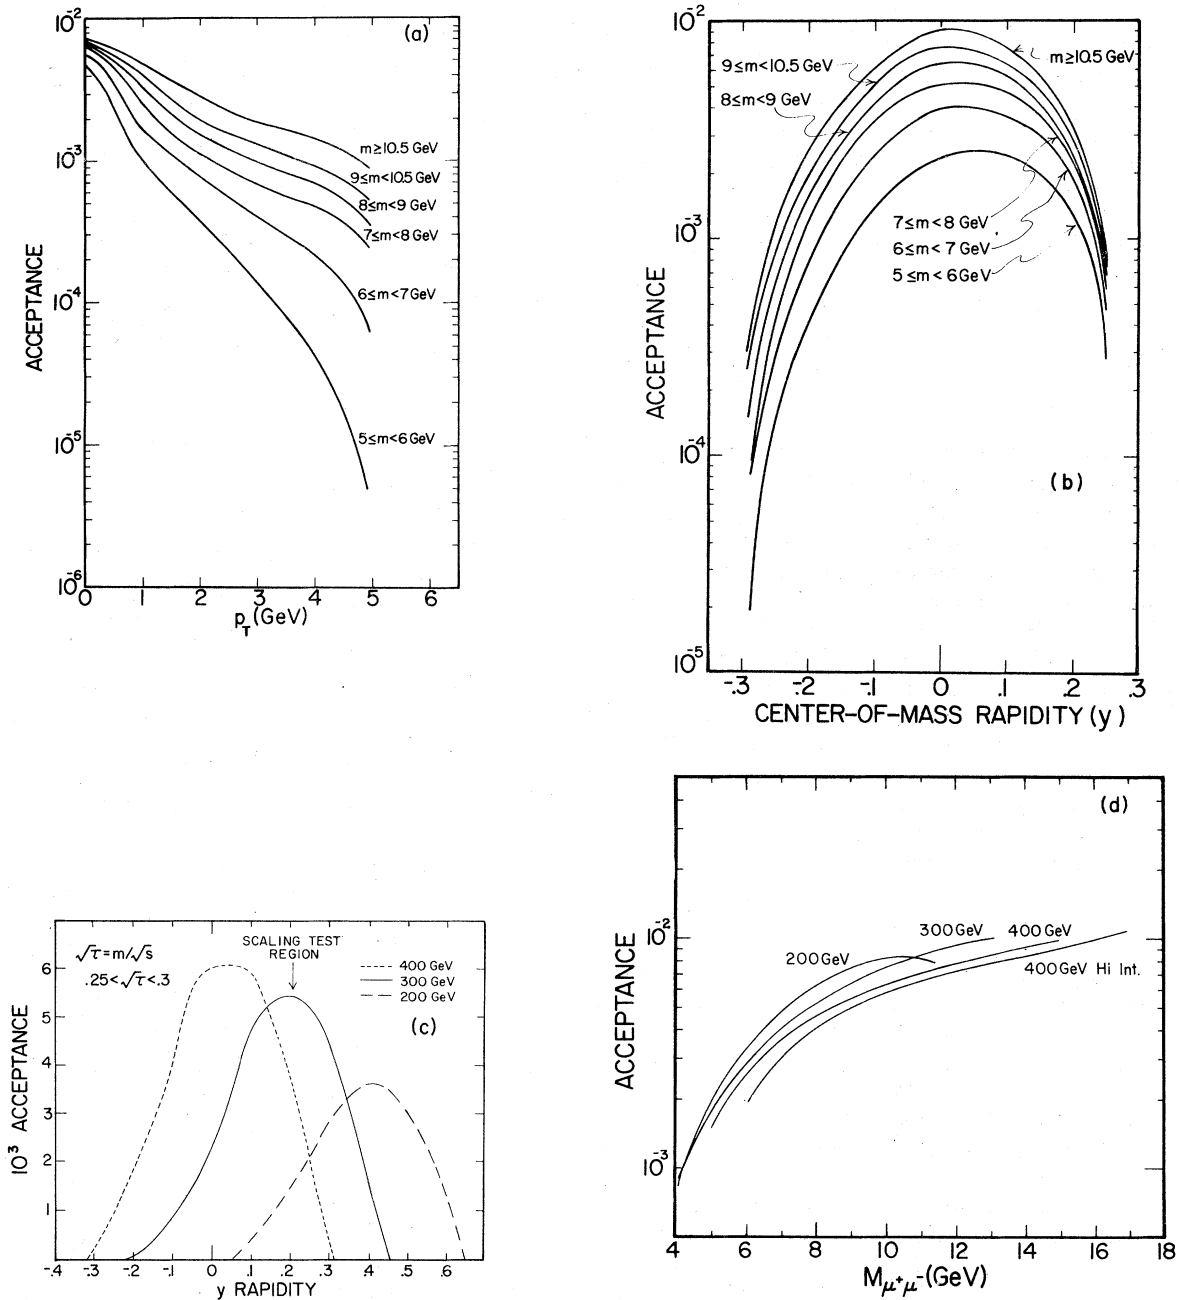 (a)
10⁻²
10⁻³
10⁻⁴
10⁻⁵
10⁻⁶
ACCEPTANCE
m≥10.5 GeV
9≤m<10.5 GeV
8≤m<9 GeV
7≤m<8 GeV
6≤m<7 GeV
5≤m<6 GeV
0 1 2 3 4 5 6
p_T (GeV)
10⁻²
10⁻³
10⁻⁴
10⁻⁵
ACCEPTANCE
9≤m<10.5 GeV
m≥10.5 GeV
8≤m<9 GeV
7≤m<8 GeV
6≤m<7 GeV
5≤m<6 GeV
(b)
-.3 -.2 -.1 0 .1 .2 .3
CENTER-OF-MASS RAPIDITY (y)
√τ=m/√s
.25<√τ<.3
SCALING TEST
REGION
400 GeV
300 GeV
200 GeV
(c)
6
5
4
3
2
1
10³ ACCEPTANCE
-.4 -.3 -.2 -.1 0 .1 .2 .3 .4 .5 .6
y RAPIDITY
(d)
10⁻²
10⁻³
ACCEPTANCE
300 GeV 400 GeV
200 GeV
400 GeV Hi Int.
4 6 8 10 12 14 16 18
M_μ⁺μ⁻ (GeV)